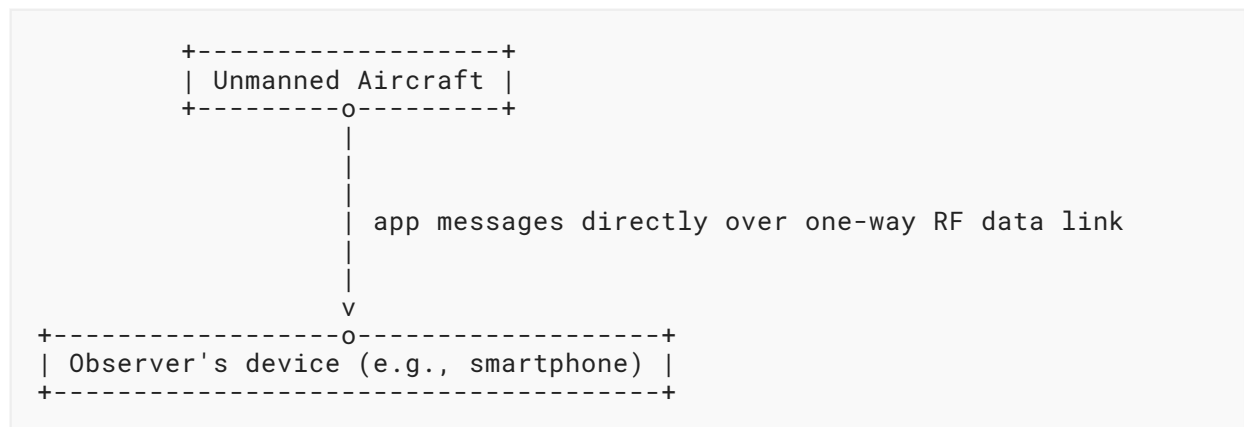 +-------------------+
| Unmanned Aircraft |
+---------o---------+
|
|
|
| app messages directly over one-way RF data link
|
|
v
+------------------o-------------------+
| Observer's device (e.g., smartphone) |
+--------------------------------------+